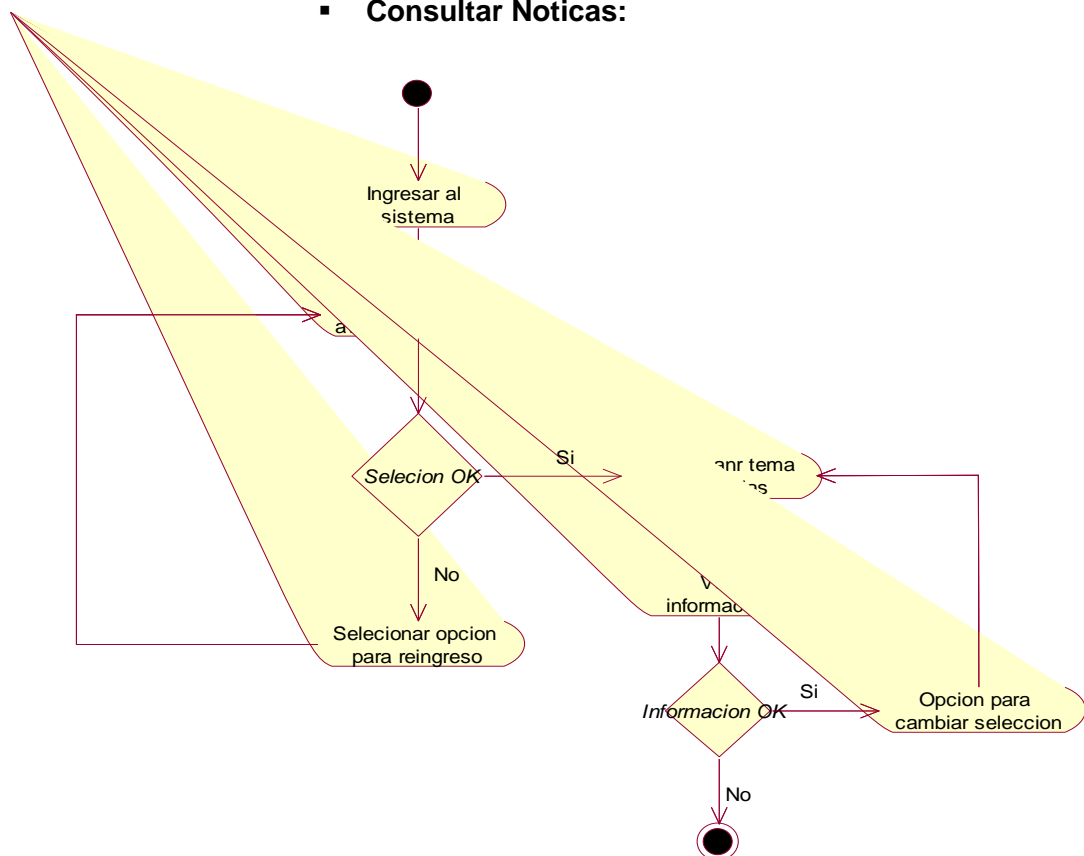 ▪ Consultar Noticas:
Ingresar al
sistema
Selecion OK
Si
tema
No
Selecionar opcion
para reingreso
Informacion OK
Si
Opcion para
cambiar seleccion
No